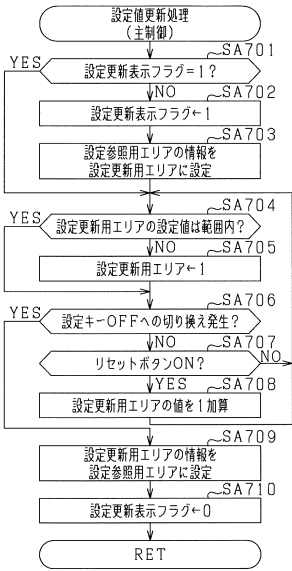 設定値更新処理
(主制御)
SA701
YES
設定更新表示フラグ=1?
NO
SA702
設定更新表示フラグ←1
SA703
設定参照用エリアの情報を
設定更新用エリアに設定
SA704
YES
設定更新用エリアの設定値は範囲内?
NO
SA705
設定更新用エリア←1
SA706
YES
設定キーOFFへの切り換え発生?
NO
SA707
リセットボタンON?
NO
YES
SA708
設定更新用エリアの値を1加算
SA709
設定更新用エリアの情報を
設定参照用エリアに設定
SA710
設定更新表示フラグ←0
RET